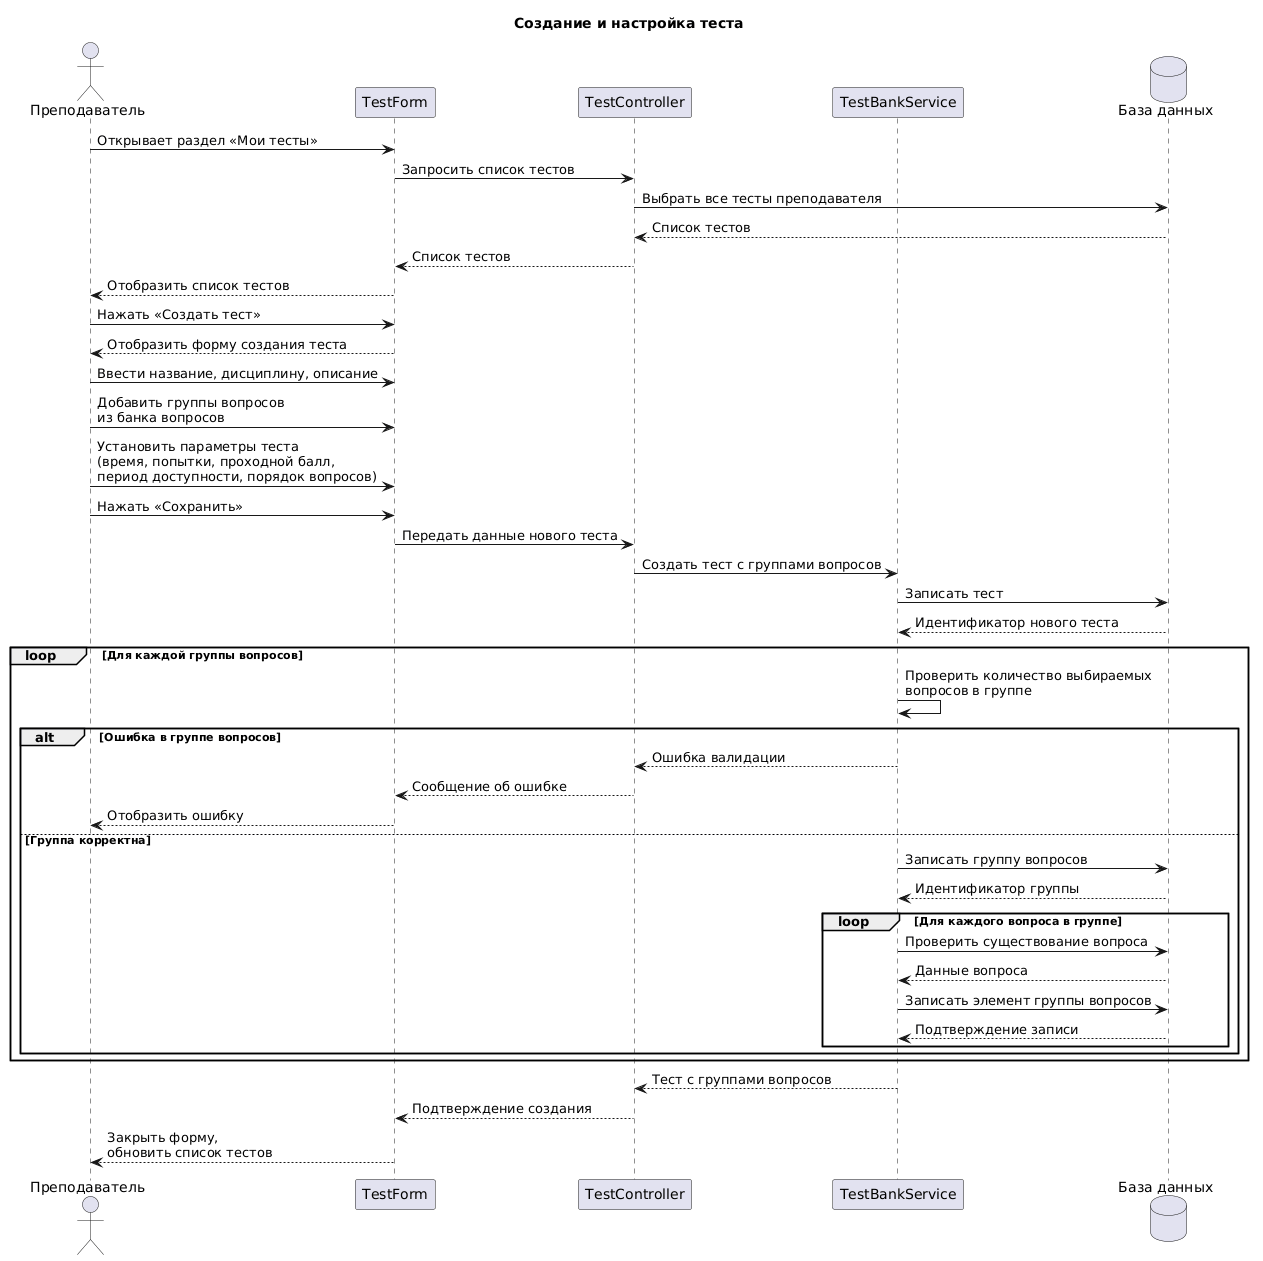 Создание и настройка теста
Преподаватель
TestForm
TestController
TestBankService
База данных
Открывает раздел «Мои тесты»
Запросить список тестов
Выбрать все тесты преподавателя
Список тестов
Список тестов
Отобразить список тестов
Нажать «Создать тест»
Отобразить форму создания теста
Ввести название, дисциплину, описание
Добавить группы вопросов
из банка вопросов
Установить параметры теста
(время, попытки, проходной балл,
период доступности, порядок вопросов)
Нажать «Сохранить»
Передать данные нового теста
Создать тест с группами вопросов
Записать тест
Идентификатор нового теста
loop [Для каждой группы вопросов]
Проверить количество выбираемых
вопросов в группе
alt [Ошибка в группе вопросов]
Ошибка валидации
Сообщение об ошибке
Отобразить ошибку
[Группа корректна]
Записать группу вопросов
Идентификатор группы
loop [Для каждого вопроса в группе]
Проверить существование вопроса
Данные вопроса
Записать элемент группы вопросов
Подтверждение записи
Тест с группами вопросов
Подтверждение создания
Закрыть форму,
обновить список тестов
Преподаватель
TestForm
TestController
TestBankService
База данных